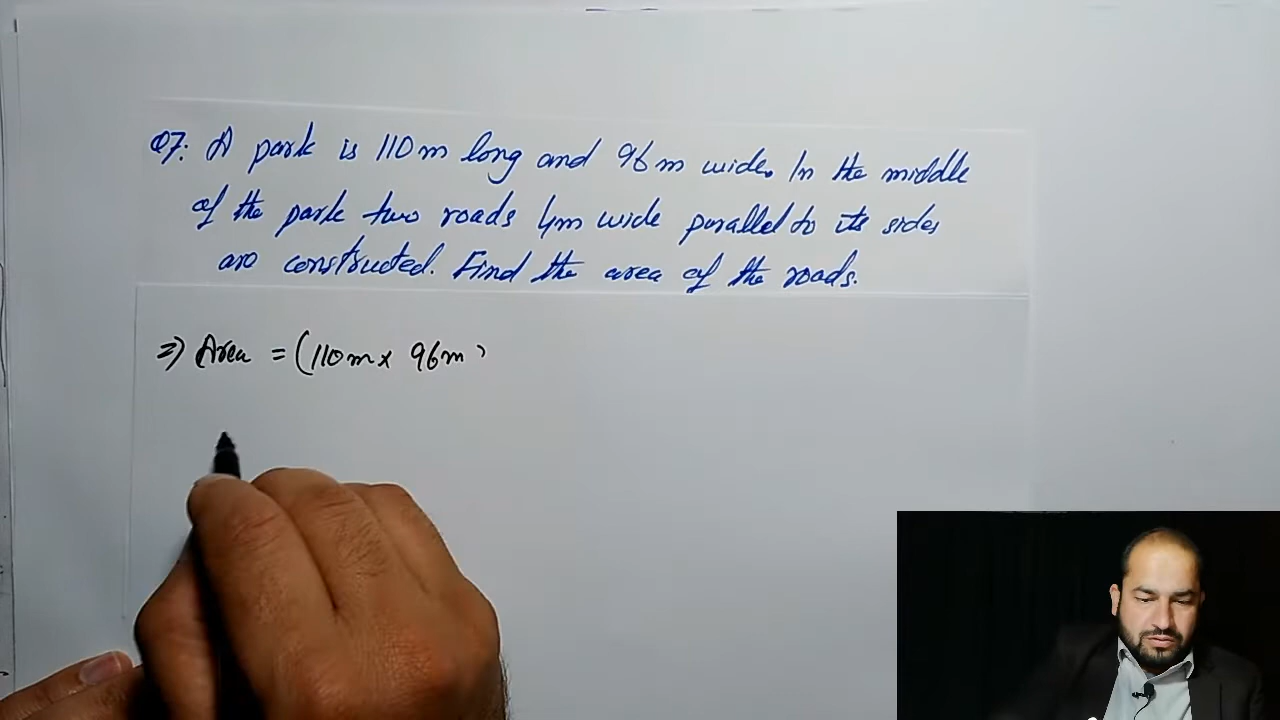 Q7: A park is 110m long and 96m wide. In the middle
of the park two roads 4m wide parallel to its sides
are constructed. Find the area of the roads.
⇒ Area = (110m x 96m)